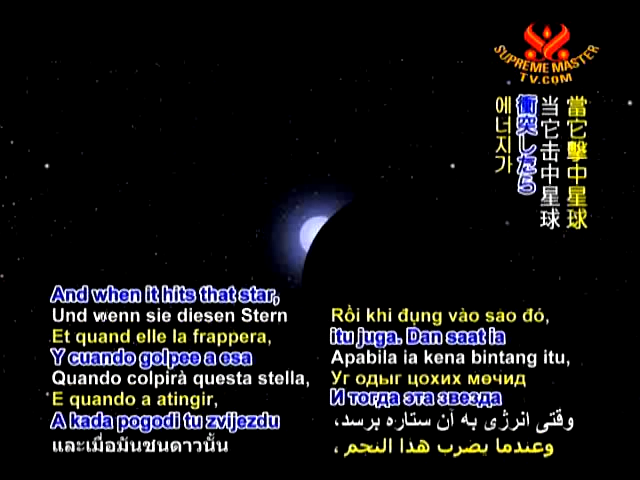 SUPREME MASTER
TV.COM
當它擊中星球
当它击中星球
衝突したら
에너지가
And when it hits that star,
Und wenn sie diesen Stern
Et quand elle la frappera,
Y cuando golpee a esa
Quando colpirà questa stella,
E quando a atingir,
A kada pogodi tu zvijezdu
และเมื่อมันชนดาวนั้น
Rồi khi đụng vào sao đó,
itu juga. Dan saat ia
Apabila ia kena bintang itu,
Уг одыг цохих мөчид
И тогда эта звезда
وقتی انرژی به آن ستاره برسد،
وعندما يضرب هذا النجم ،